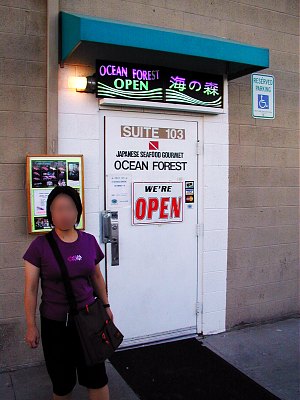 OCEAN FOREST
OPEN
海の森
RESERVED
PARKING
SUITE 103
JAPANESE SEAFOOD GOURMET
OCEAN FOREST
WE'RE
OPEN